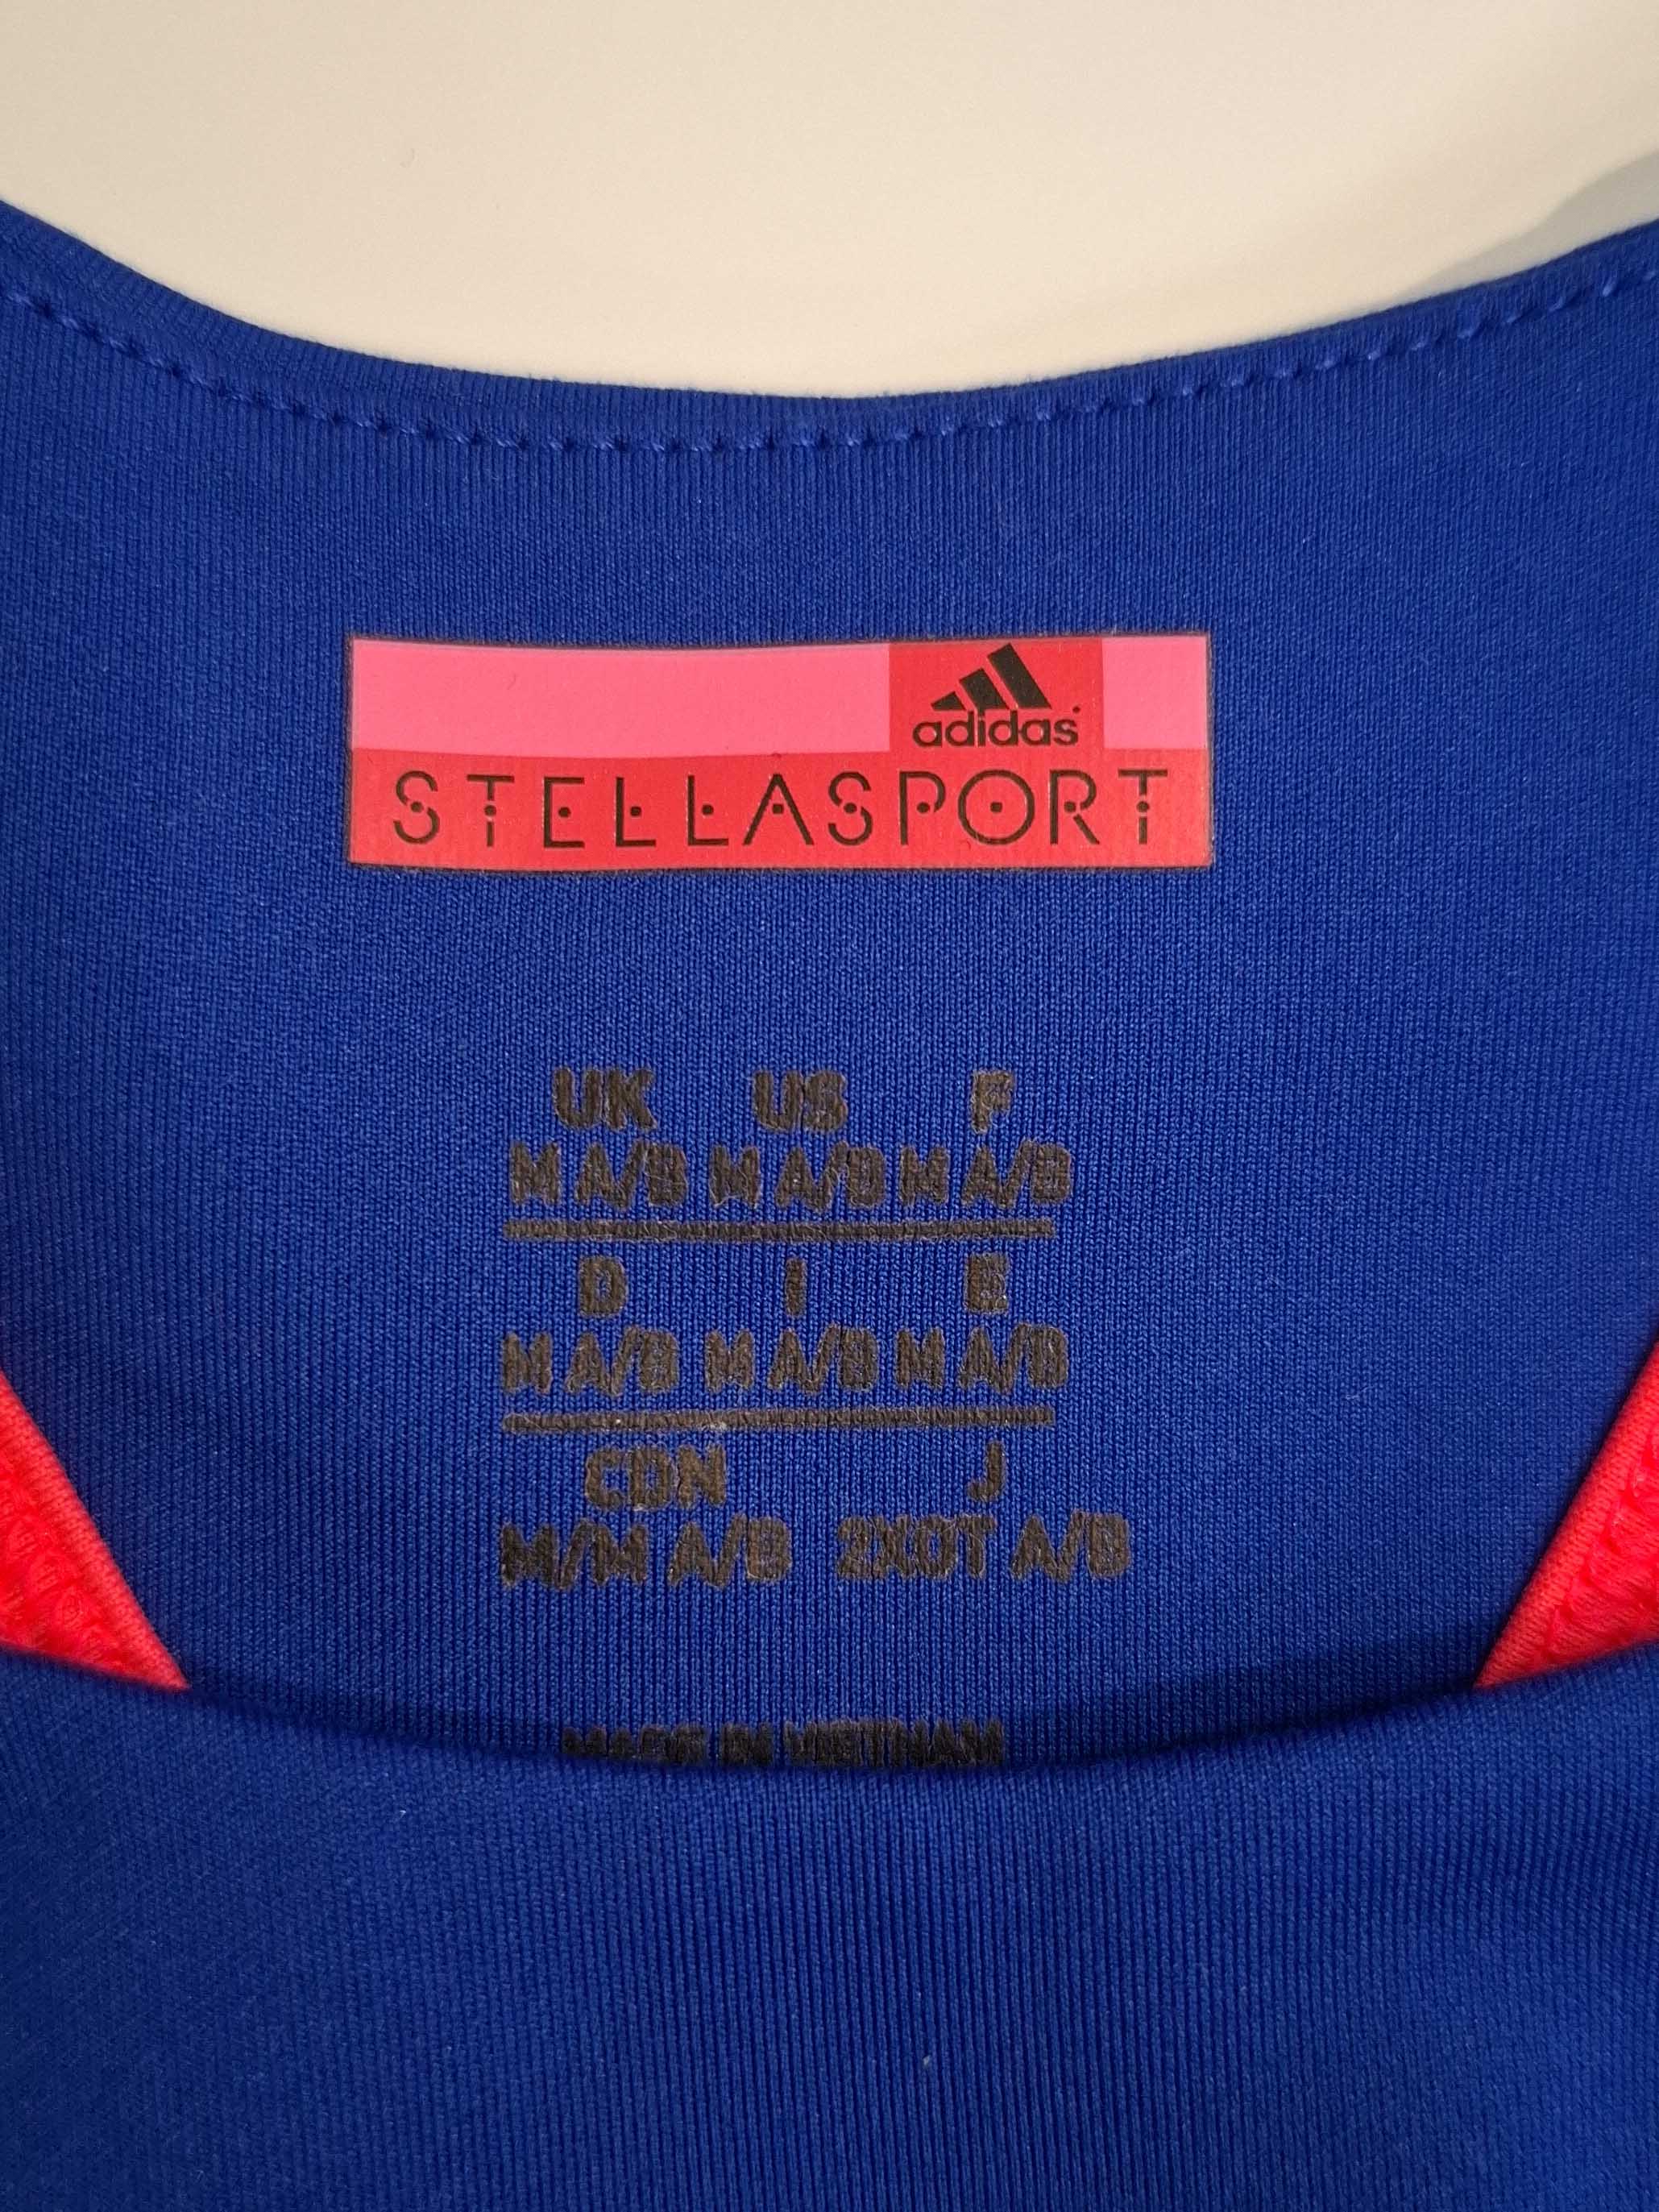 adidas
STELLASPORT
UK US F
M A/B M A/B M A/B
D I E
M A/B M A/B M A/B
CDN J
M/M A/B 2XOT A/B
MADE IN VIETNAM